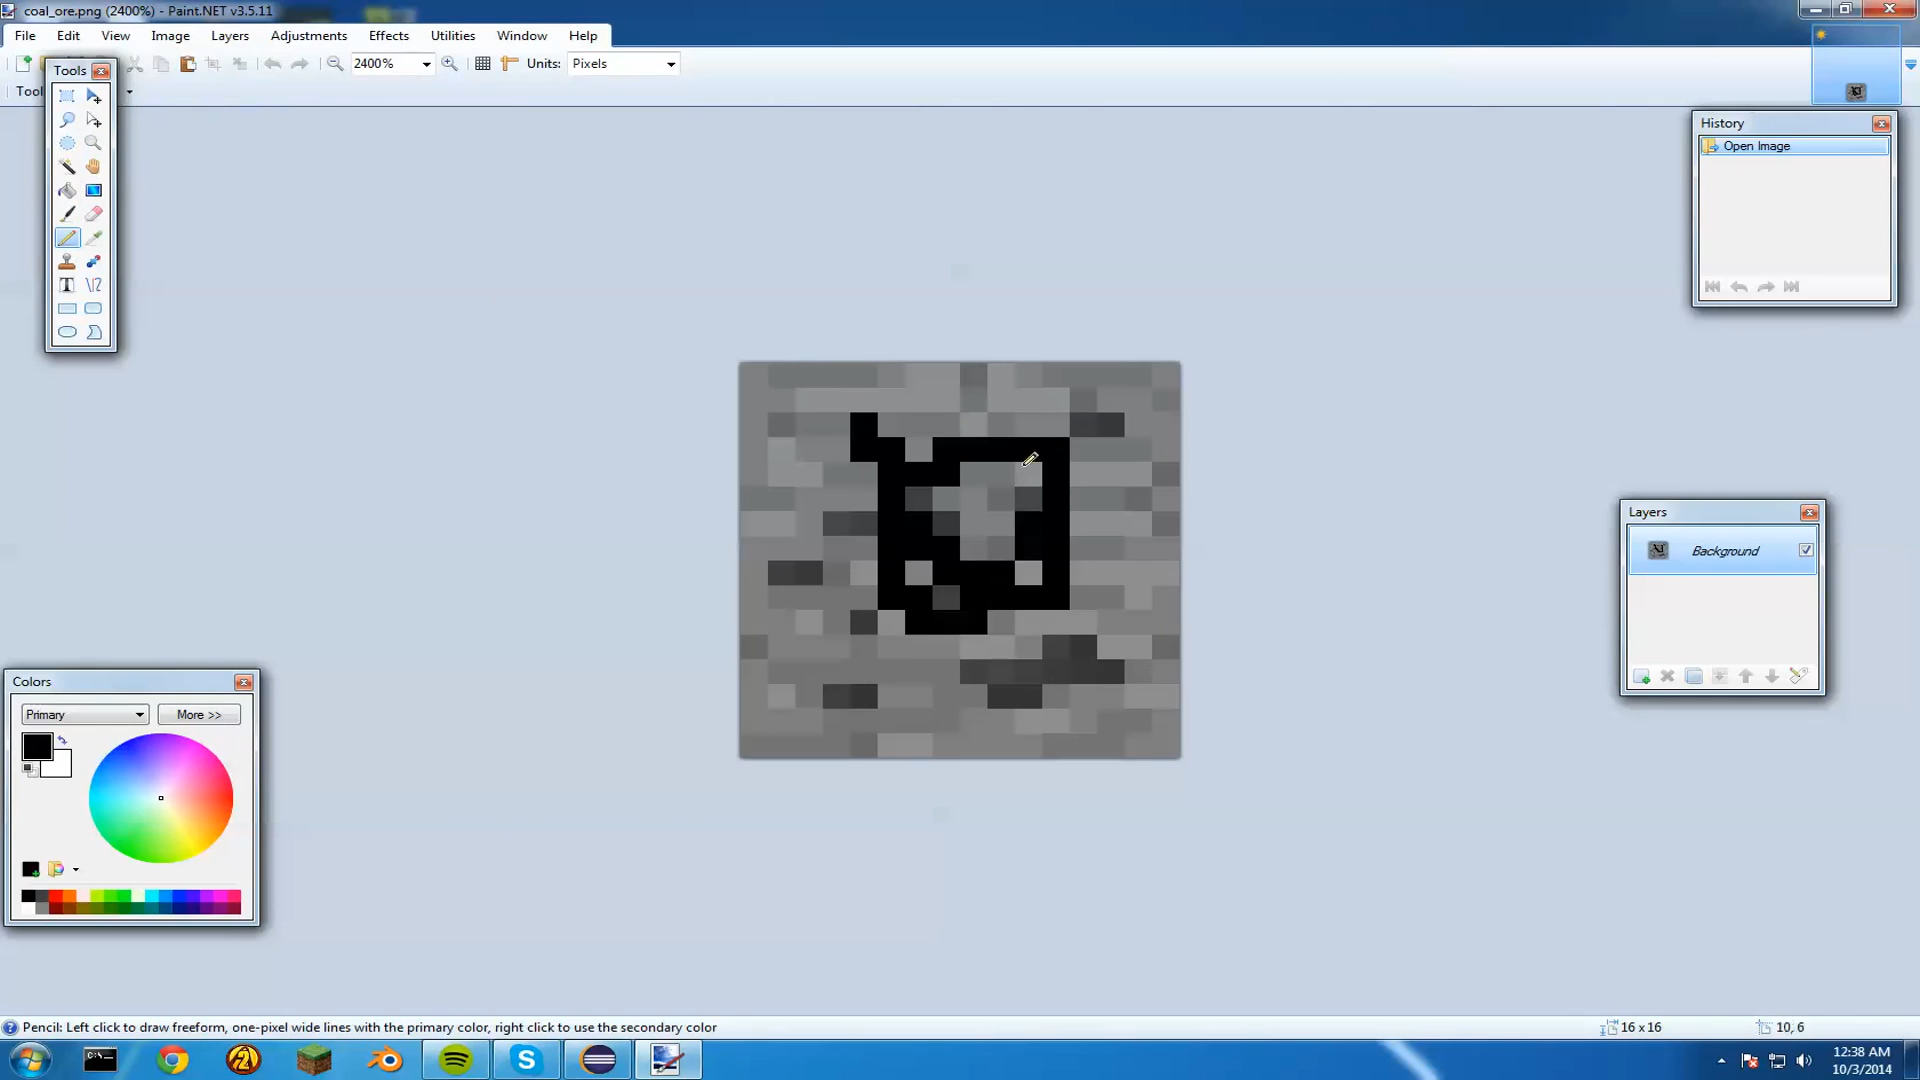 coal_ore.png (2400%) - Paint.NET v3.5.11
File Edit View Image Layers Adjustments Effects Utilities Window Help
2400% Units: Pixels
Tool
Tools
History
Open Image
Layers
Background
Colors
Primary More >>
Pencil: Left click to draw freeform, one-pixel wide lines with the primary color, right click to use the secondary color
16 x 16 10, 6
12:38 AM
10/3/2014